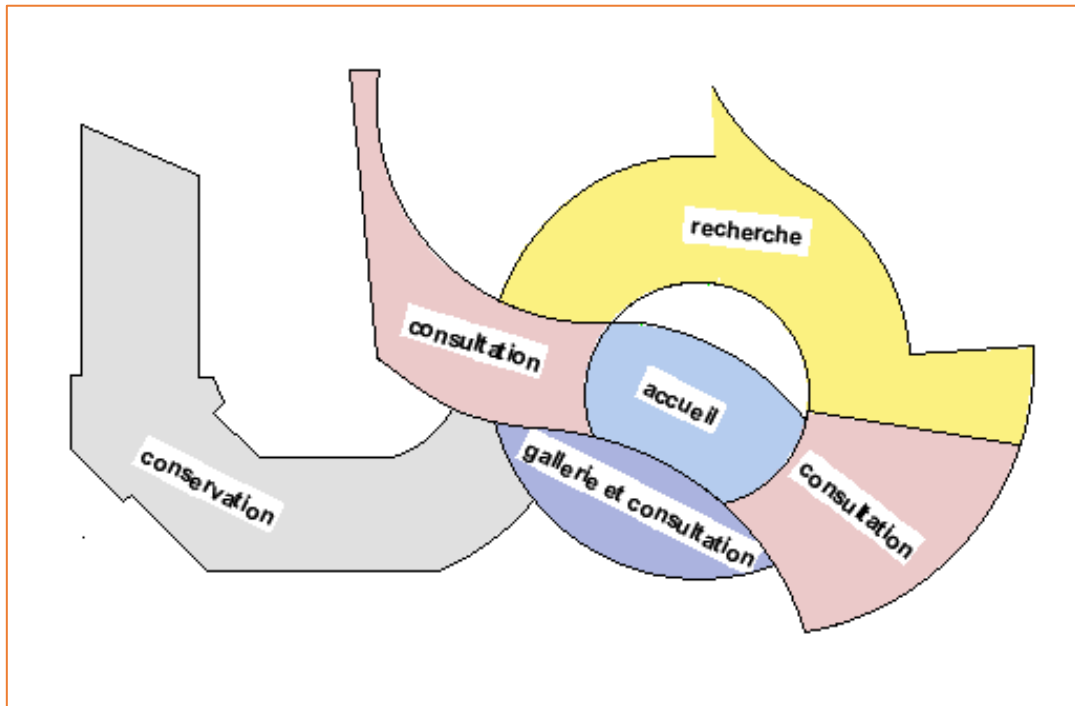 recherche
consultation
accueil
gallerie et consultation
consultation
conservation